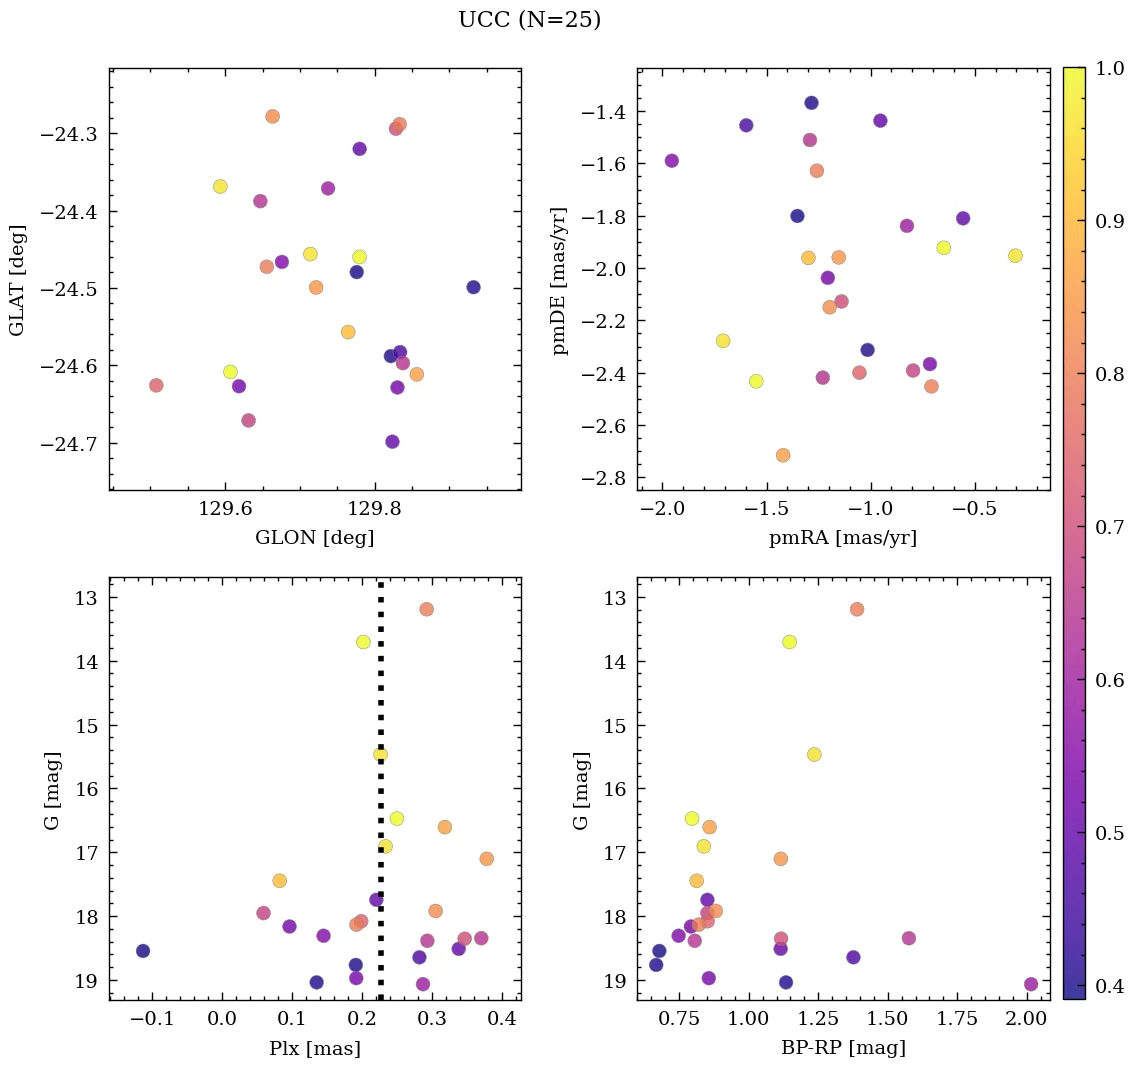 UCC (N=25)
−24.3
−24.4
−24.5
−24.6
−24.7
GLAT [deg]
129.6 129.8
GLON [deg]
−1.4
−1.6
−1.8
−2.0
−2.2
−2.4
−2.6
−2.8
pmDE [mas/yr]
−2.0 −1.5 −1.0 −0.5
pmRA [mas/yr]
13
14
15
16
17
18
19
G [mag]
−0.1 0.0 0.1 0.2 0.3 0.4
Plx [mas]
13
14
15
16
17
18
19
G [mag]
0.75 1.00 1.25 1.50 1.75 2.00
BP-RP [mag]
1.0
0.9
0.8
0.7
0.6
0.5
0.4